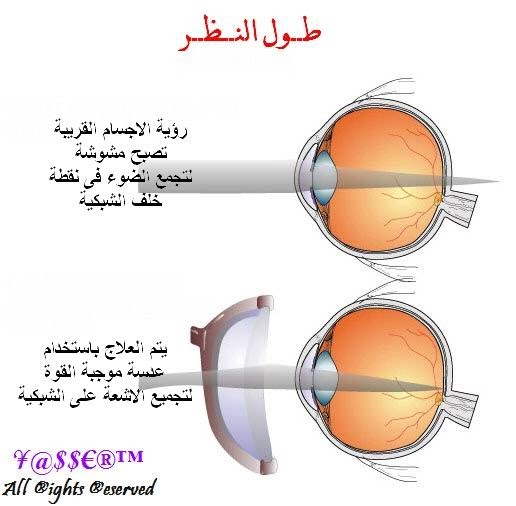 طـول النـظـر
رؤية الاجسام القريبة
تصبح مشوشة
لتجمع الضوء فى نقطة
خلف الشبكية
يتم العلاج باستخدام
عدسة موجبة القوة
لتجميع الاشعة على الشبكية
¥@$$€®™
All ®ights ®eserved